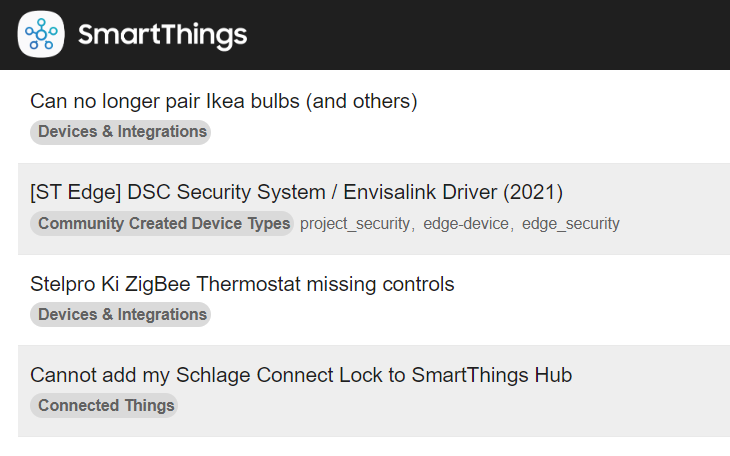 SmartThings
Can no longer pair Ikea bulbs (and others)
Devices & Integrations
[ST Edge] DSC Security System / Envisalink Driver (2021)
Community Created Device Types project_security, edge-device, edge_security
Stelpro Ki ZigBee Thermostat missing controls
Devices & Integrations
Cannot add my Schlage Connect Lock to SmartThings Hub
Connected Things